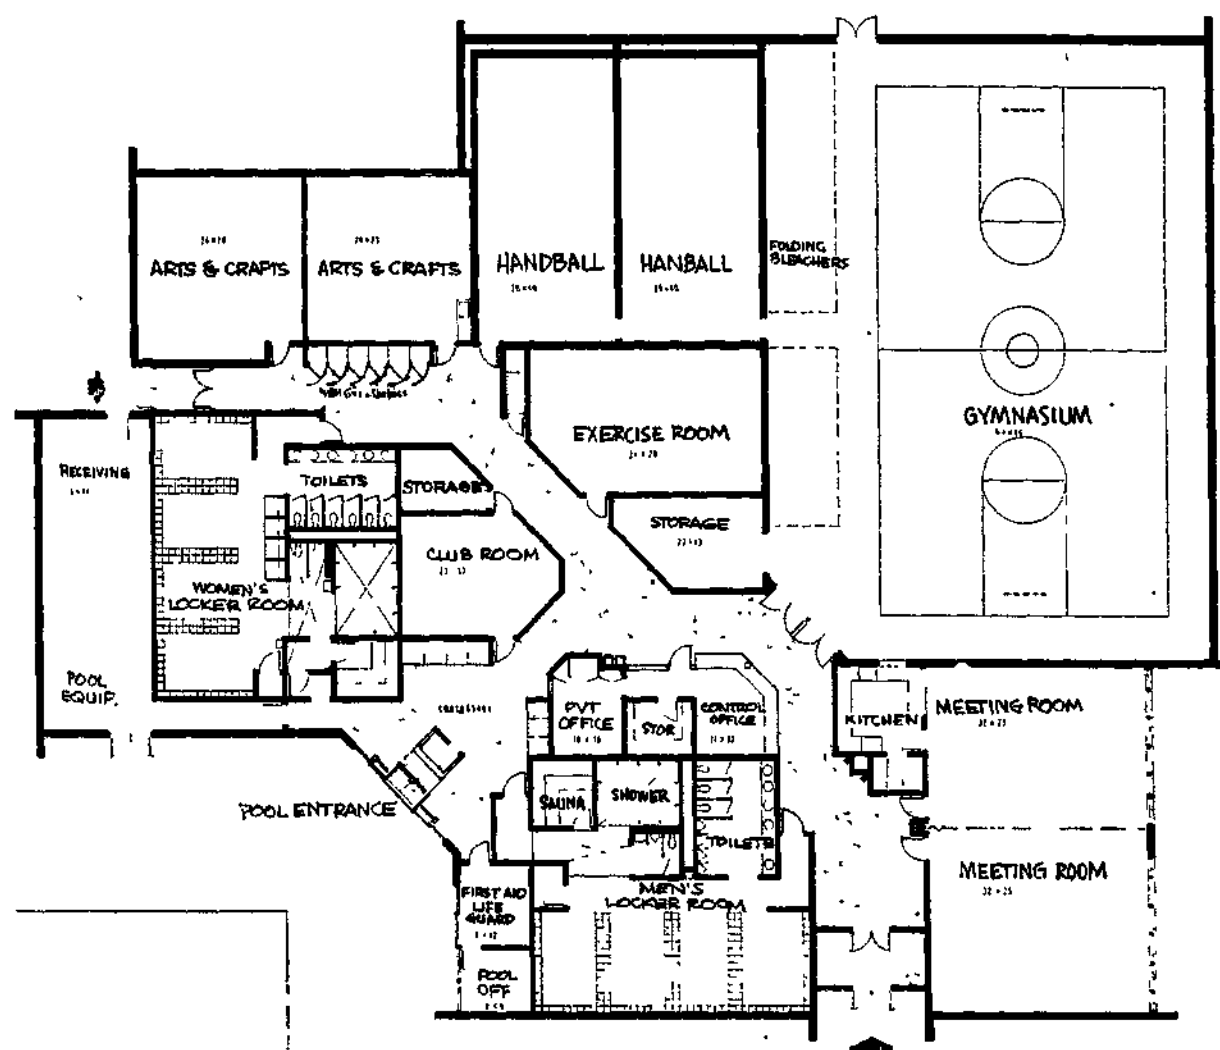 ARTS & CRAFTS
ARTS & CRAFTS
HANDBALL
HANBALL
FOLDING
BLEACHERS
GYMNASIUM
EXERCISE ROOM
RECEIVING
TOILETS
STORAGE
STORAGE
CLUB ROOM
WOMEN'S
LOCKER ROOM
POOL
EQUIP.
PVT
OFFICE
STOR
CONTROL
OFFICE
KITCHEN
MEETING ROOM
POOL ENTRANCE
SAUNA
SHOWER
TOILETS
MEETING ROOM
32 × 25
MEN'S
LOCKER ROOM
FIRST AID
LIFE
GUARD
POOL
OFF